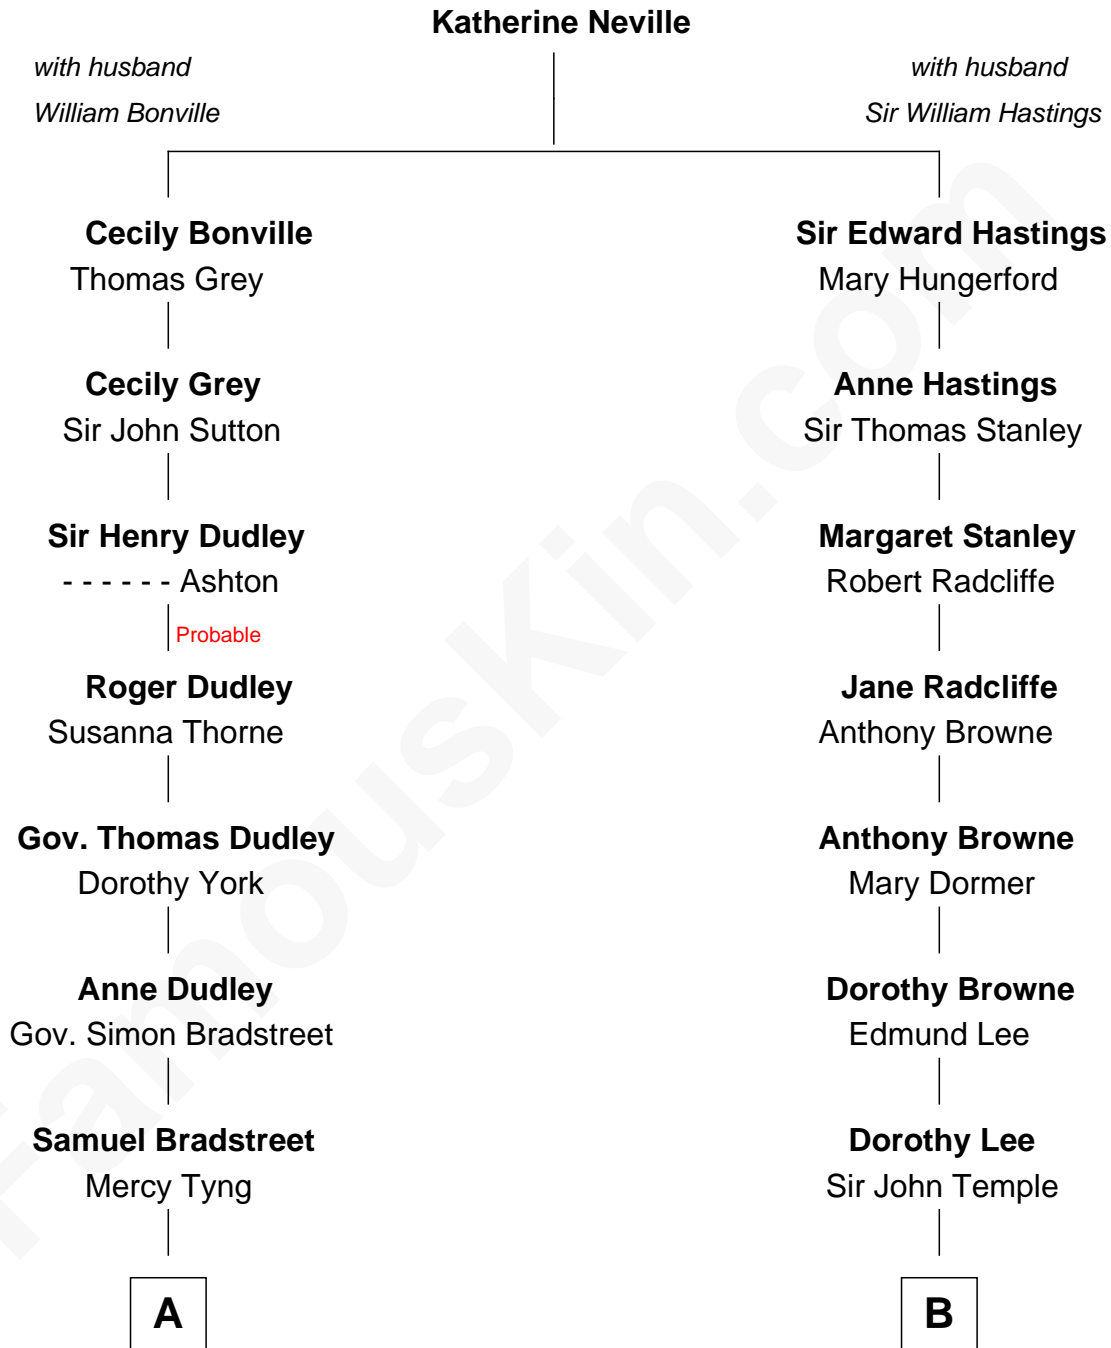 Katherine Neville
with husband
William Bonville
with husband
Sir William Hastings
Cecily Bonville
Thomas Grey
Sir Edward Hastings
Mary Hungerford
Cecily Grey
Sir John Sutton
Anne Hastings
Sir Thomas Stanley
Sir Henry Dudley
- - - - - - Ashton
Margaret Stanley
Robert Radcliffe
Probable
Roger Dudley
Susanna Thorne
Jane Radcliffe
Anthony Browne
Gov. Thomas Dudley
Dorothy York
Anthony Browne
Mary Dormer
Anne Dudley
Gov. Simon Bradstreet
Dorothy Browne
Edmund Lee
Samuel Bradstreet
Mercy Tyng
Dorothy Lee
Sir John Temple
A
B
FamousKin.com